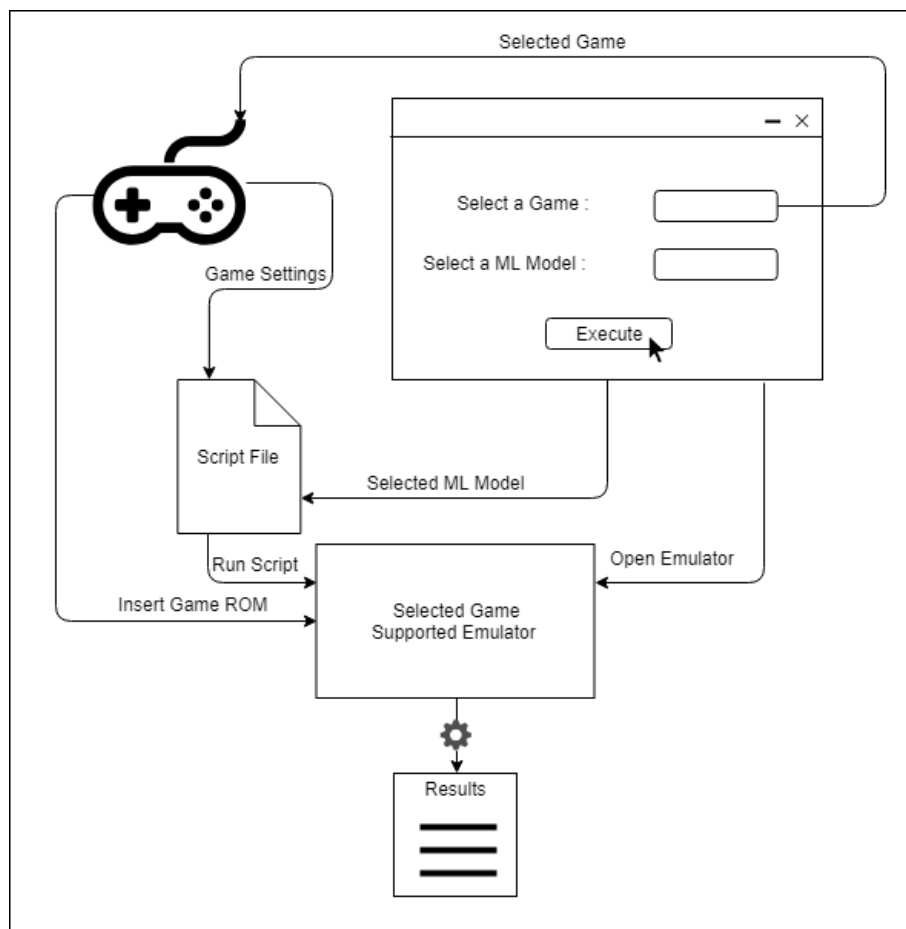 Selected Game
Select a Game :
Game Settings
Select a ML Model :
Execute
Script File
Selected ML Model
Run Script
Open Emulator
Insert Game ROM
Selected Game
Supported Emulator
Results